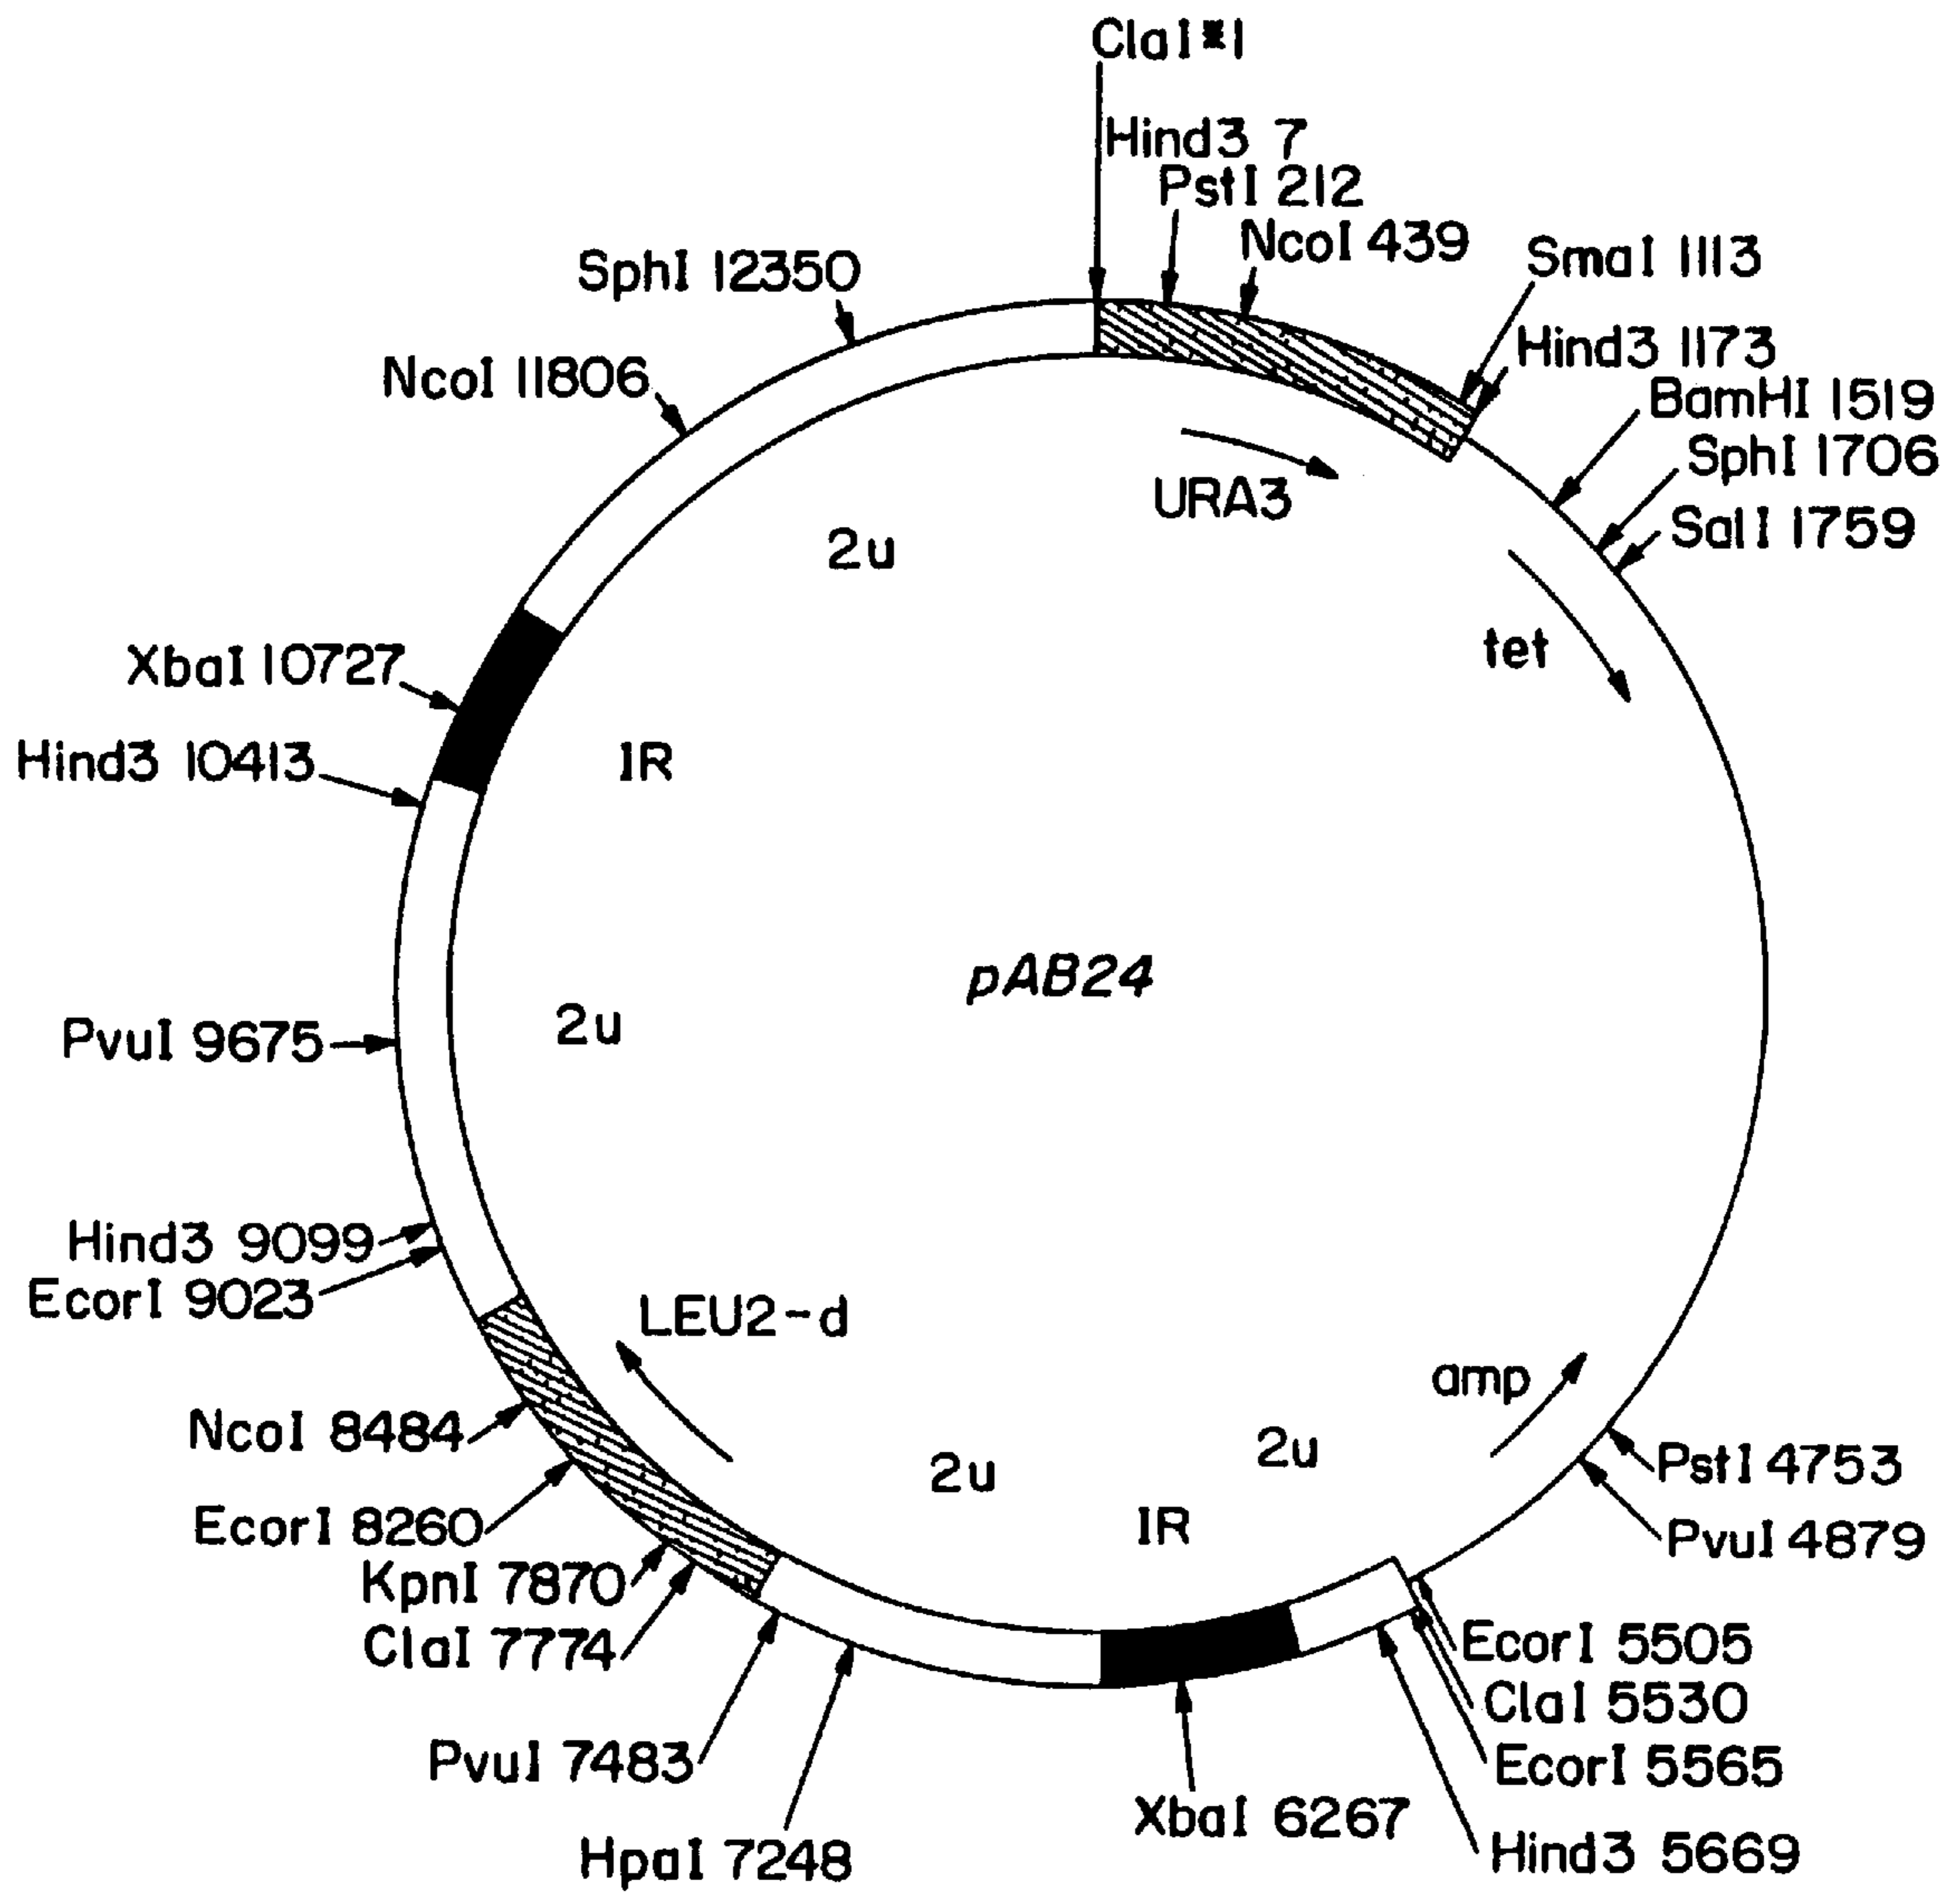 ClaI*1
Hind3 7
PstI 212
NcoI 439
SmaI 1113
Hind3 1173
BamHI 1519
SphI 1706
SalI 1759
SphI 12350
NcoI 11806
URA3
2u
tet
XbaI 10727
Hind3 10413
IR
pAB24
2u
PvuI 9675
Hind3 9099
EcorI 9023
LEU2-d
amp
NcoI 8484
2u
2u
PstI 4753
EcorI 8260
IR
PvuI 4879
KpnI 7870
ClaI 7774
EcorI 5505
ClaI 5530
PvuI 7483
EcorI 5565
XbaI 6267
HpaI 7248
Hind3 5669